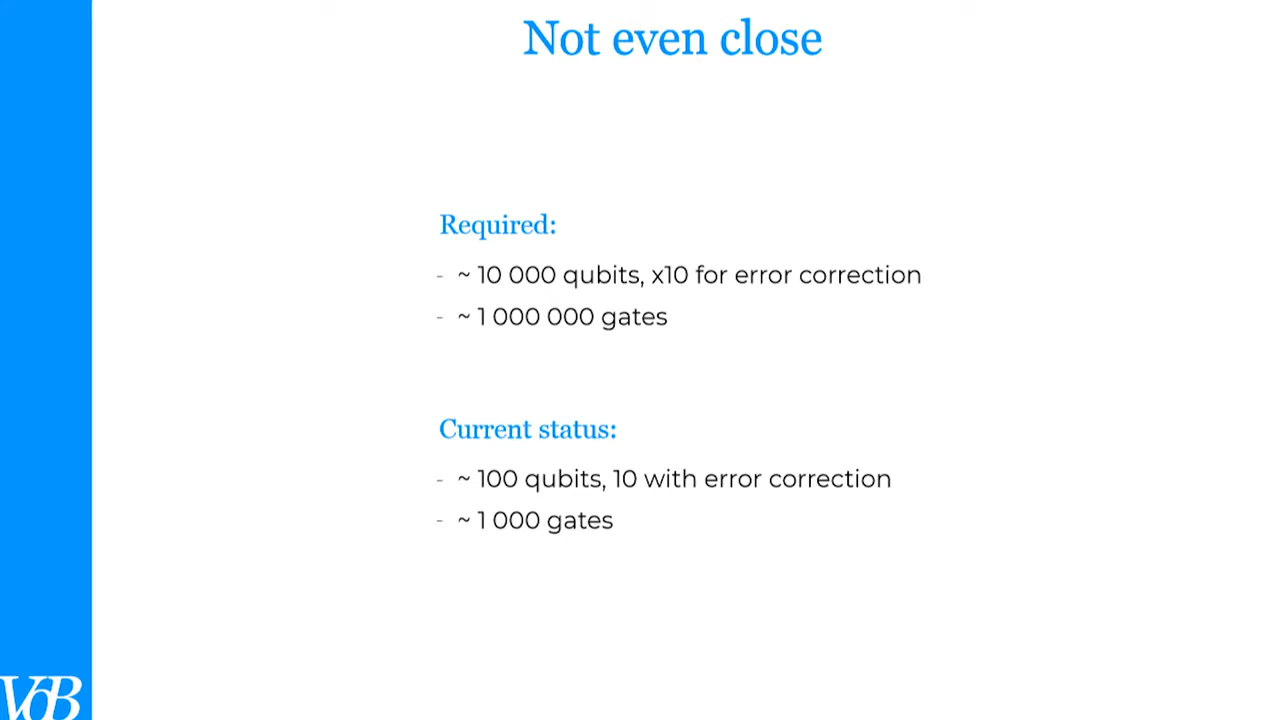 Not even close
Required:
- ~ 10 000 qubits, x10 for error correction
- ~ 1 000 000 gates
Current status:
- ~ 100 qubits, 10 with error correction
- ~ 1 000 gates
VoB